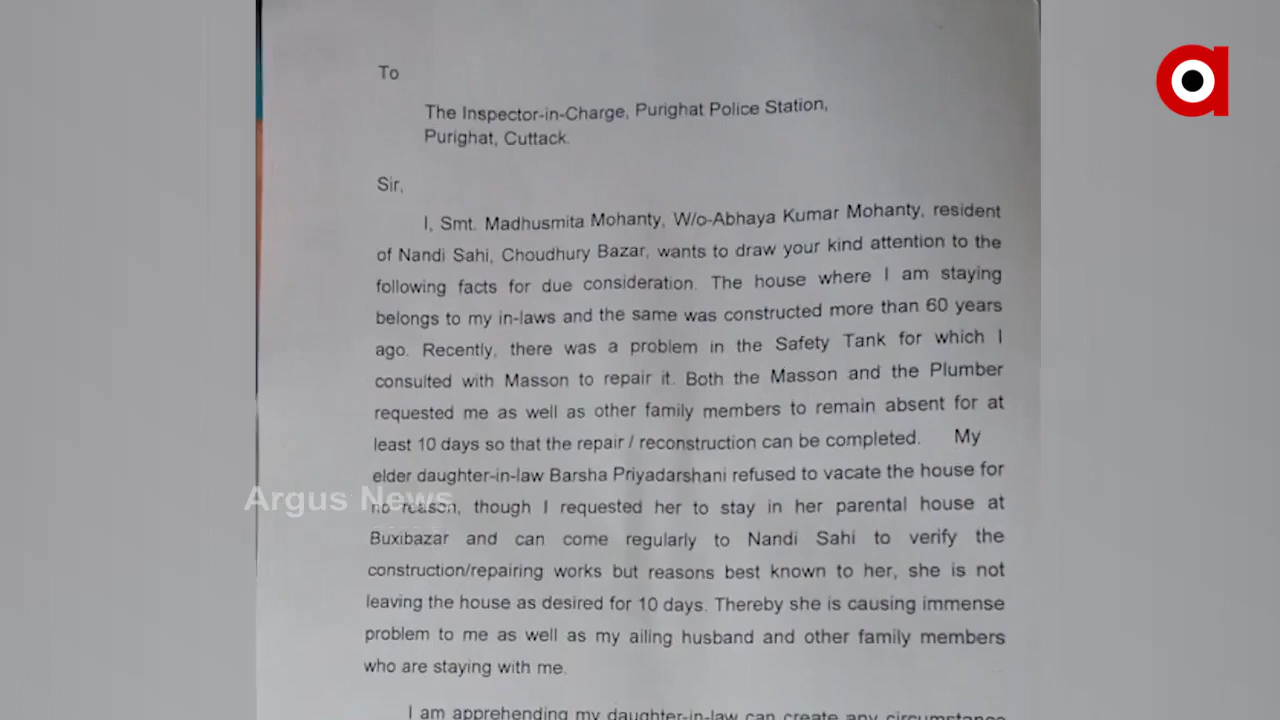 To
The Inspector-in-Charge, Purighat Police Station,
Purighat, Cuttack.
Sir,
I, Smt. Madhusmita Mohanty, W/o-Abhaya Kumar Mohanty, resident
of Nandi Sahi, Choudhury Bazar, wants to draw your kind attention to the
following facts for due consideration. The house where I am staying
belongs to my in-laws and the same was constructed more than 60 years
ago. Recently, there was a problem in the Safety Tank for which I
consulted with Masson to repair it. Both the Masson and the Plumber
requested me as well as other family members to remain absent for at
least 10 days so that the repair / reconstruction can be completed. My
elder daughter-in-law Barsha Priyadarshani refused to vacate the house for
no reason, though I requested her to stay in her parental house at
Buxibazar and can come regularly to Nandi Sahi to verify the
construction/repairing works but reasons best known to her, she is not
leaving the house as desired for 10 days. Thereby she is causing immense
problem to me as well as my ailing husband and other family members
who are staying with me.
I am apprehending my daughter-in-law can create any circumstance
Argus News
a